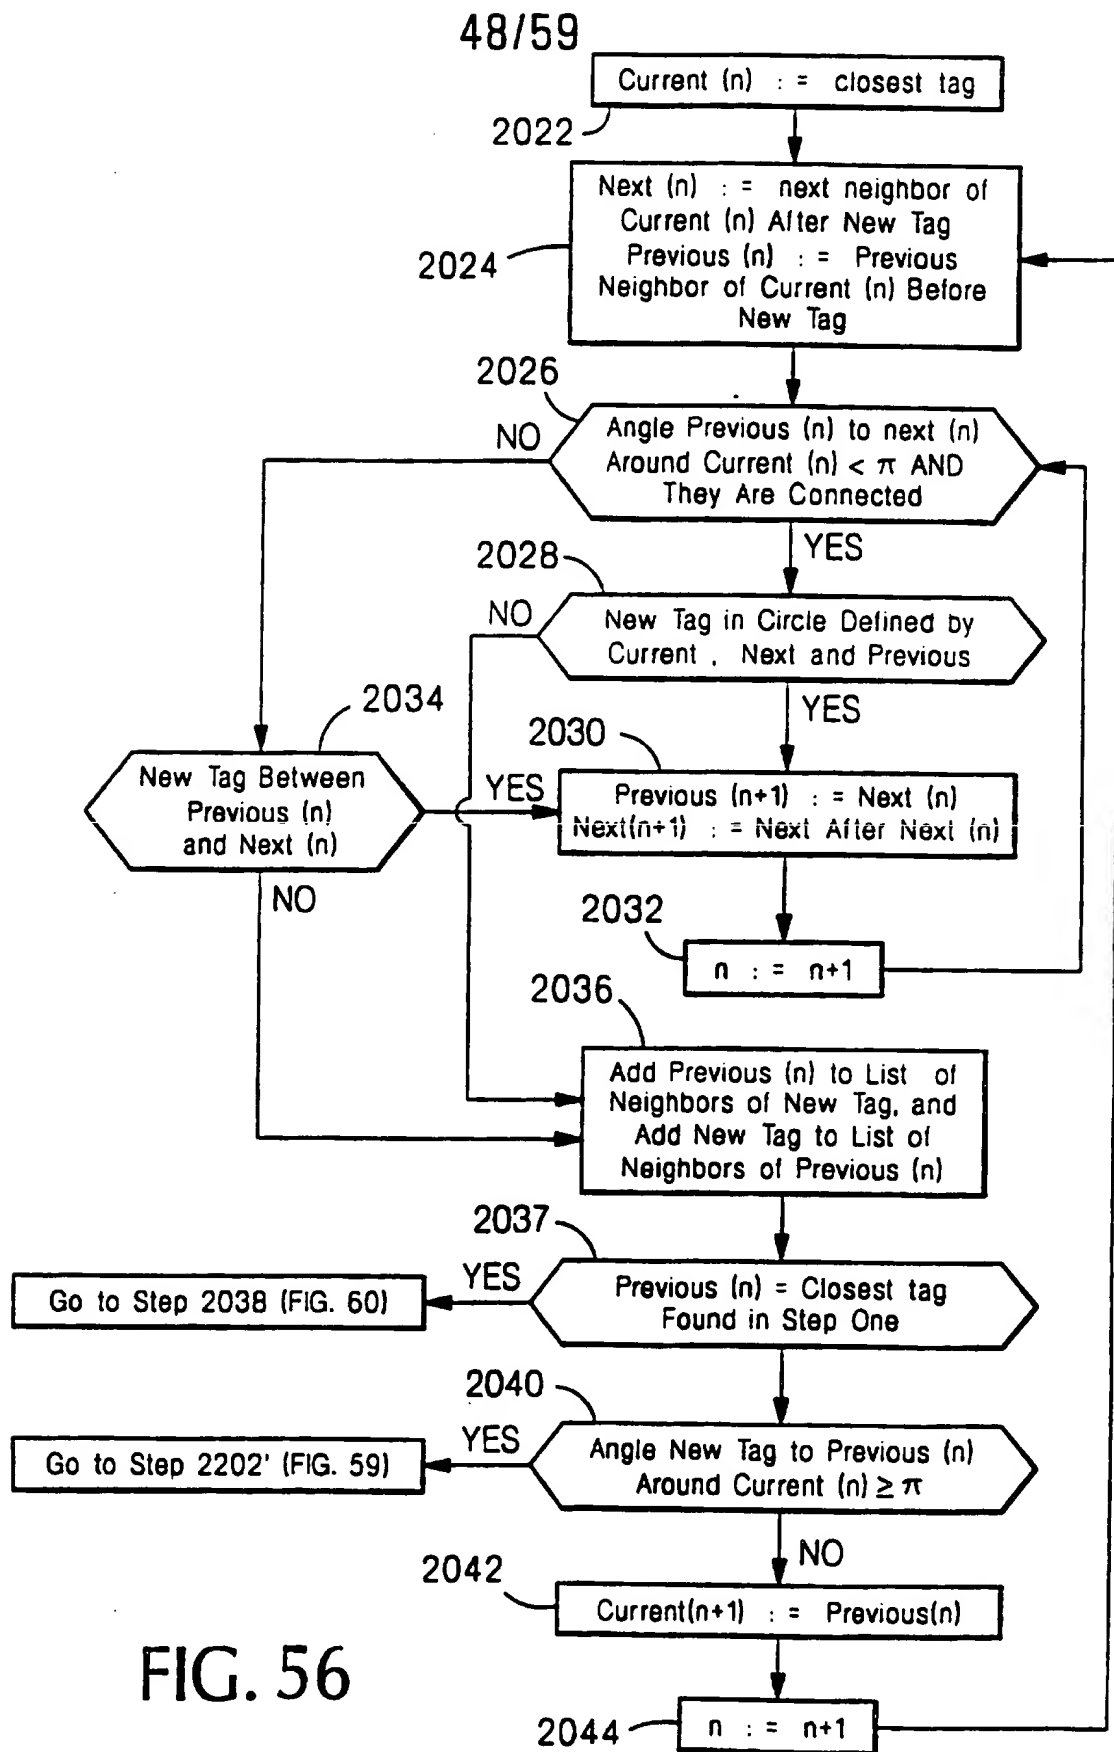 48/59
Current (n) : = closest tag
2022
Next (n) : = next neighbor of
Current (n) After New Tag
Previous (n) : = Previous
Neighbor of Current (n) Before
New Tag
2024
2026
NO
Angle Previous (n) to next (n)
Around Current (n) < π AND
They Are Connected
YES
2028
NO
New Tag in Circle Defined by
Current , Next and Previous
YES
2034
New Tag Between
Previous (n)
and Next (n)
YES
NO
2030
Previous (n+1) : = Next (n)
Next(n+1) : = Next After Next (n)
2032
n : = n+1
2036
Add Previous (n) to List of
Neighbors of New Tag, and
Add New Tag to List of
Neighbors of Previous (n)
2037
YES
Previous (n) = Closest tag
Found in Step One
Go to Step 2038 (FIG. 60)
2040
YES
Angle New Tag to Previous (n)
Around Current (n) ≥ π
Go to Step 2202' (FIG. 59)
NO
2042
Current(n+1) : = Previous(n)
2044
n : = n+1
FIG. 56